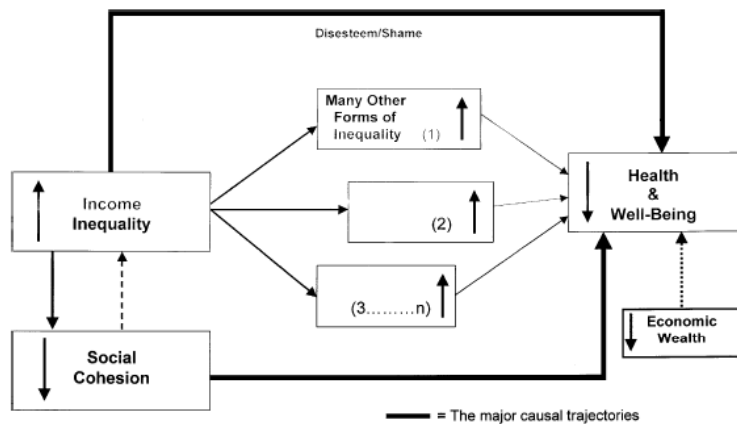 Disesteem/Shame
Many Other
Forms of
Inequality (1)
Income
Inequality
(2)
Health
&
Well-Being
(3.........n)
Economic
Wealth
Social
Cohesion
= The major causal trajectories